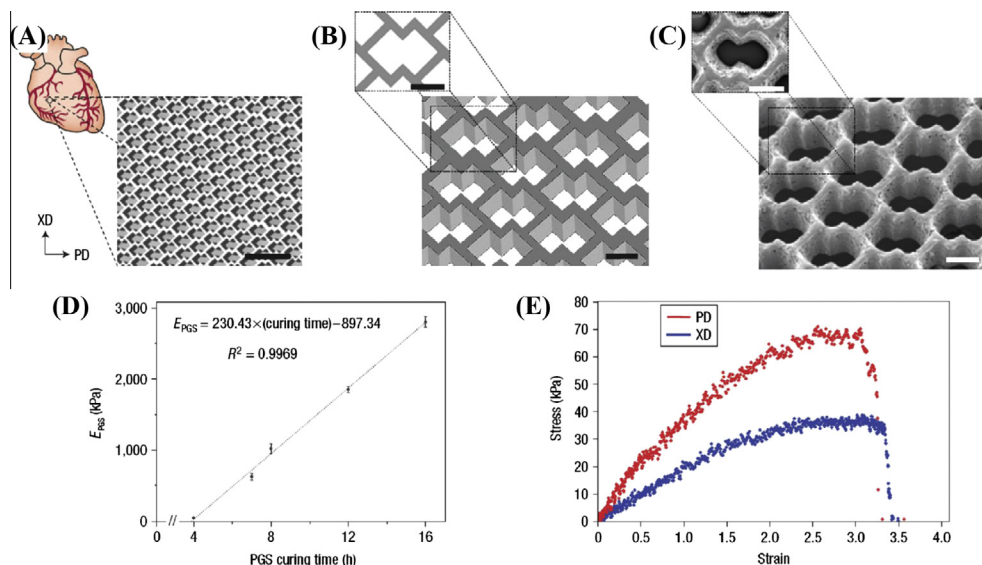 (A)
XD
PD
(B)
(C)
(D)
3,000
2,000
1,000
0
E_PGS (kPa)
E_PGS = 230.43×(curing time)−897.34
R² = 0.9969
0 // 4 8 12 16
PGS curing time (h)
(E)
PD
XD
80
70
60
50
40
30
20
10
0
Stress (kPa)
0 0.5 1.0 1.5 2.0 2.5 3.0 3.5 4.0
Strain